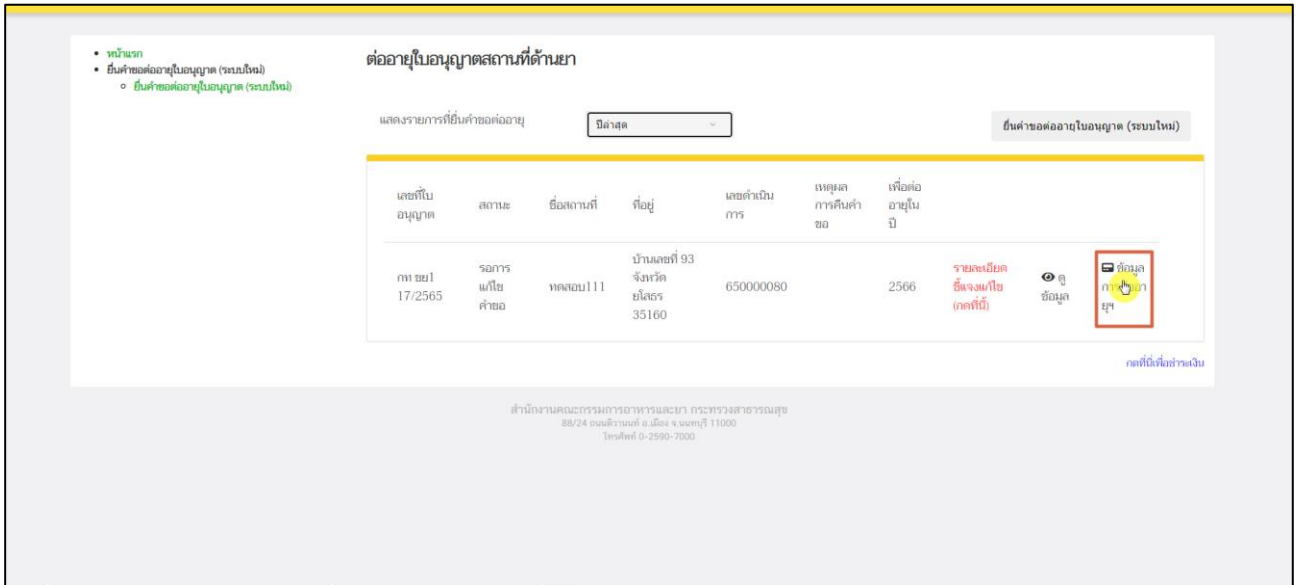 หน้าแรก
ยื่นคำขอต่ออายุใบอนุญาต (ระบบใหม่)
ยื่นคำขอต่ออายุใบอนุญาต (ระบบใหม่)
ต่ออายุใบอนุญาตสถานที่ด้านยา
แสดงรายการที่ยื่นคำขอต่ออายุ
ปีล่าสุด
ยื่นคำขอต่ออายุใบอนุญาต (ระบบใหม่)
เลขที่ใบ
อนุญาต
สถานะ
ชื่อสถานที่
ที่อยู่
เลขดำเนิน
การ
เหตุผล
การคืนคำ
ขอ
เพื่อต่อ
อายุใน
ปี
กท ขย1
17/2565
รอการ
แก้ไข
คำขอ
ทดสอบ111
บ้านเลขที่ 93
จังหวัด
ยโสธร
35160
650000080
2566
รายละเอียด
ชี้แจงแก้ไข
(กดที่นี่)
ดู
ข้อมูล
ข้อมูล
ยุฯ
กดที่นี่เพื่อชำระเงิน
สำนักงานคณะกรรมการอาหารและยา กระทรวงสาธารณสุข
88/24 ถนนติวานนท์ อ.เมือง จ.นนทบุรี 11000
โทรศัพท์ 0-2590-7000